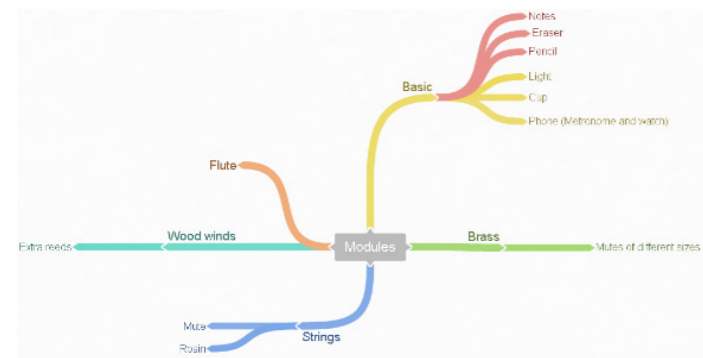 Notes
Eraser
Pencil
Basic
Light
Cup
Phone (Metronome and watch)
Flute
Wood winds
Extra reeds
Modules
Brass
Mutes of different sizes
Mute
Strings
Rosin